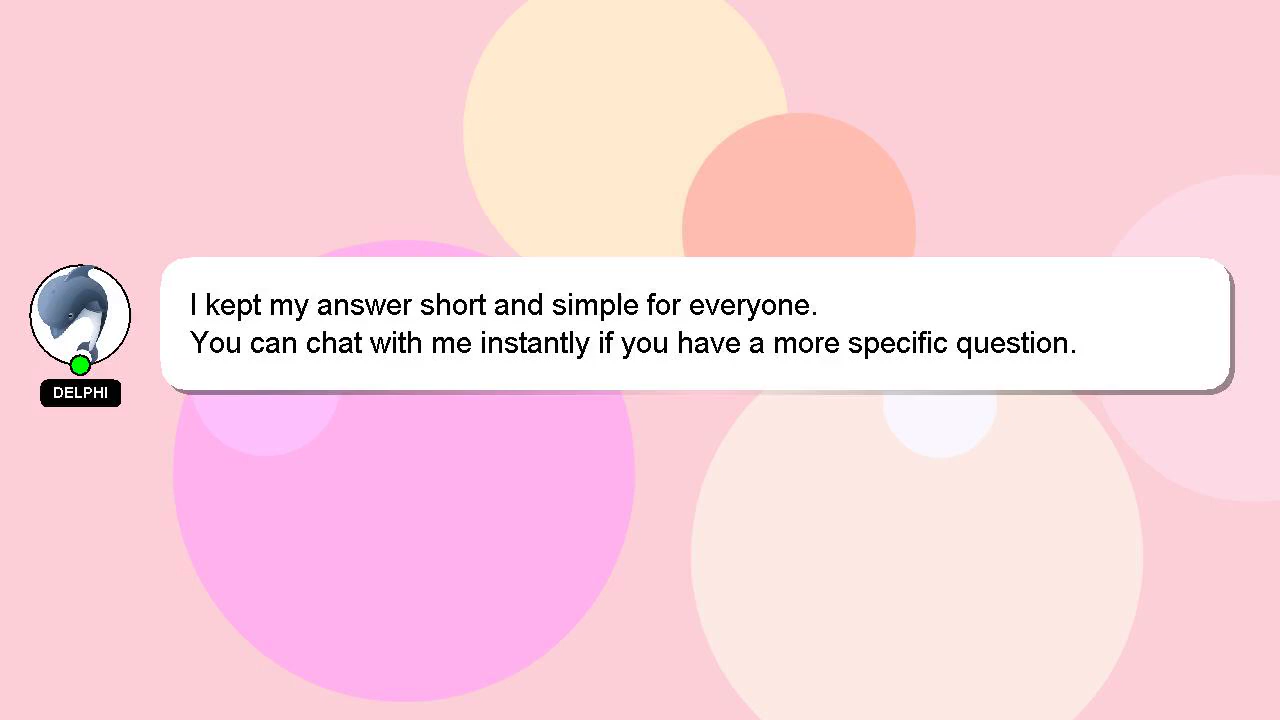 I kept my answer short and simple for everyone.
You can chat with me instantly if you have a more specific question.
DELPHI